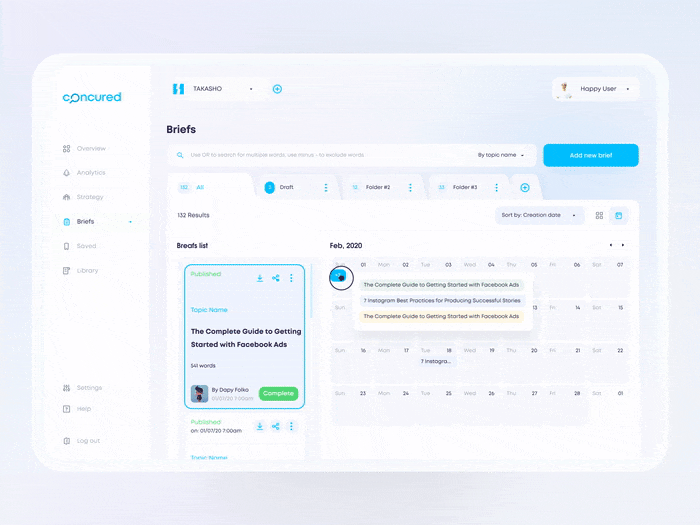 concured
TAKASHO
Happy User
Overview
Analytics
Strategy
Briefs
Saved
Library
Settings
Help
Log out
Briefs
Use OR to search for multiple words, use minus - to exclude words
By topic name
Add new brief
132 All
Draft
12 Folder #2
Folder #3
132 Results
Sort by: Creation date
Breafs list
Published
Topic Name
The Complete Guide to Getting
Started with Facebook Ads
541 words
By Dapy Folko
01/07/20 7:00am
Complete
Published
on: 01/07/20 7:00am
Topic Name
Feb, 2020
Sun 01 Mon 02 Tue 03 Wed 04 Thu 05 Fri 06 Sat 07
The Complete Guide to Getting Started with Facebook Ads
7 Instagram Best Practices for Producing Successful Stories
The Complete Guide to Getting Started with Facebook Ads
Sun 15
Sat
Sun 16 Mon 17 Tue 18 Wed 19 Thu 20 Fri 21 Sat 22
7 Instagra...
Sun 23 Mon 24 Tue 25 Wed 26 Thu 27 Fri 28 Sat 01